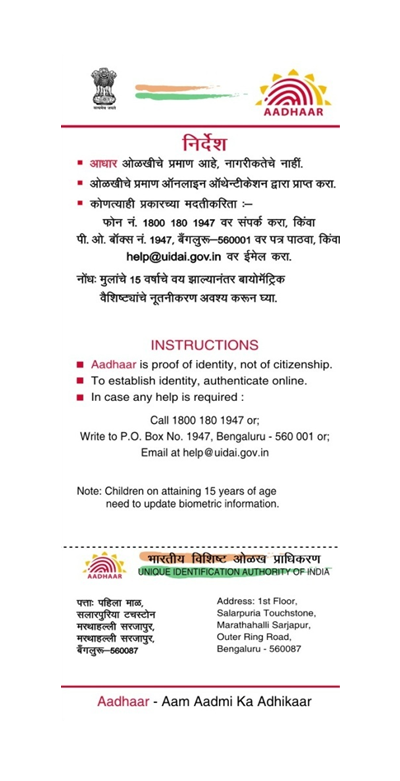 सत्यमेव जयते
AADHAAR
निर्देश
■ आधार ओळखीचे प्रमाण आहे, नागरीकतेचे नाहीं.
■ ओळखीचे प्रमाण ऑनलाइन ऑथेन्टीकेशन द्वारा प्राप्त करा.
■ कोणत्याही प्रकारच्या मदतीकरिता :–
फोन नं. 1800 180 1947 वर संपर्क करा, किंवा
पी. ओ. बॉक्स नं. 1947, बैंगलुरू–560001 वर पत्र पाठवा, किंवा
help@uidai.gov.in वर ईमेल करा.
नोंधः मुलांचे 15 वर्षाचे वय झाल्यानंतर बायोमॅट्रिक
वैशिष्ट्यांचे नूतनीकरण अवश्य करून घ्या.
INSTRUCTIONS
■ Aadhaar is proof of identity, not of citizenship.
■ To establish identity, authenticate online.
■ In case any help is required :
Call 1800 180 1947 or;
Write to P.O. Box No. 1947, Bengaluru - 560 001 or;
Email at help@uidai.gov.in
Note: Children on attaining 15 years of age
need to update biometric information.
AADHAAR
भारतीय विशिष्ट ओळख प्राधिकरण
UNIQUE IDENTIFICATION AUTHORITY OF INDIA
पत्ताः पहिला माळ,
सलारपुरिया टचस्टोन
मरथाहल्ली सरजापुर,
मरथाहल्ली सरजापुर,
बैंगलुरू–560087
Address: 1st Floor,
Salarpuria Touchstone,
Marathahalli Sarjapur,
Outer Ring Road,
Bengaluru - 560087
Aadhaar - Aam Aadmi Ka Adhikaar